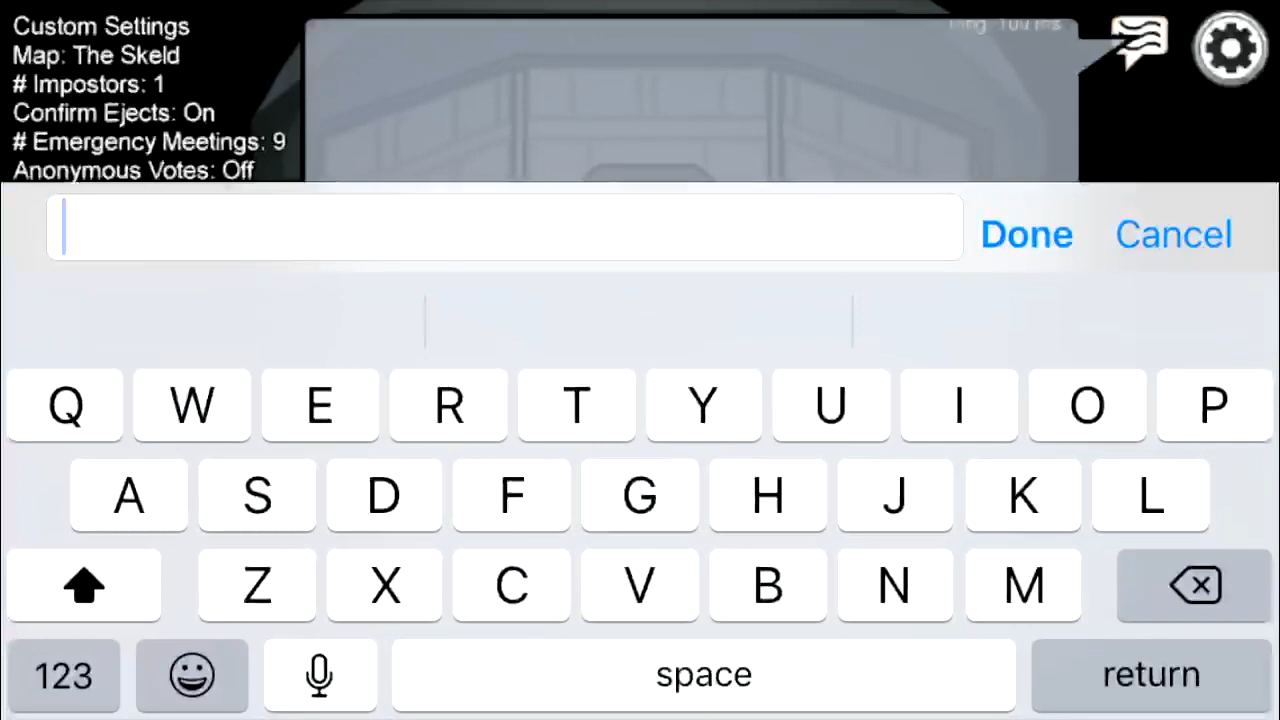 Custom Settings
Map: The Skeld
# Impostors: 1
Confirm Ejects: On
# Emergency Meetings: 9
Anonymous Votes: Off
Done Cancel
Q W E R T Y U I O P
A S D F G H J K L
Z X C V B N M
123 space return